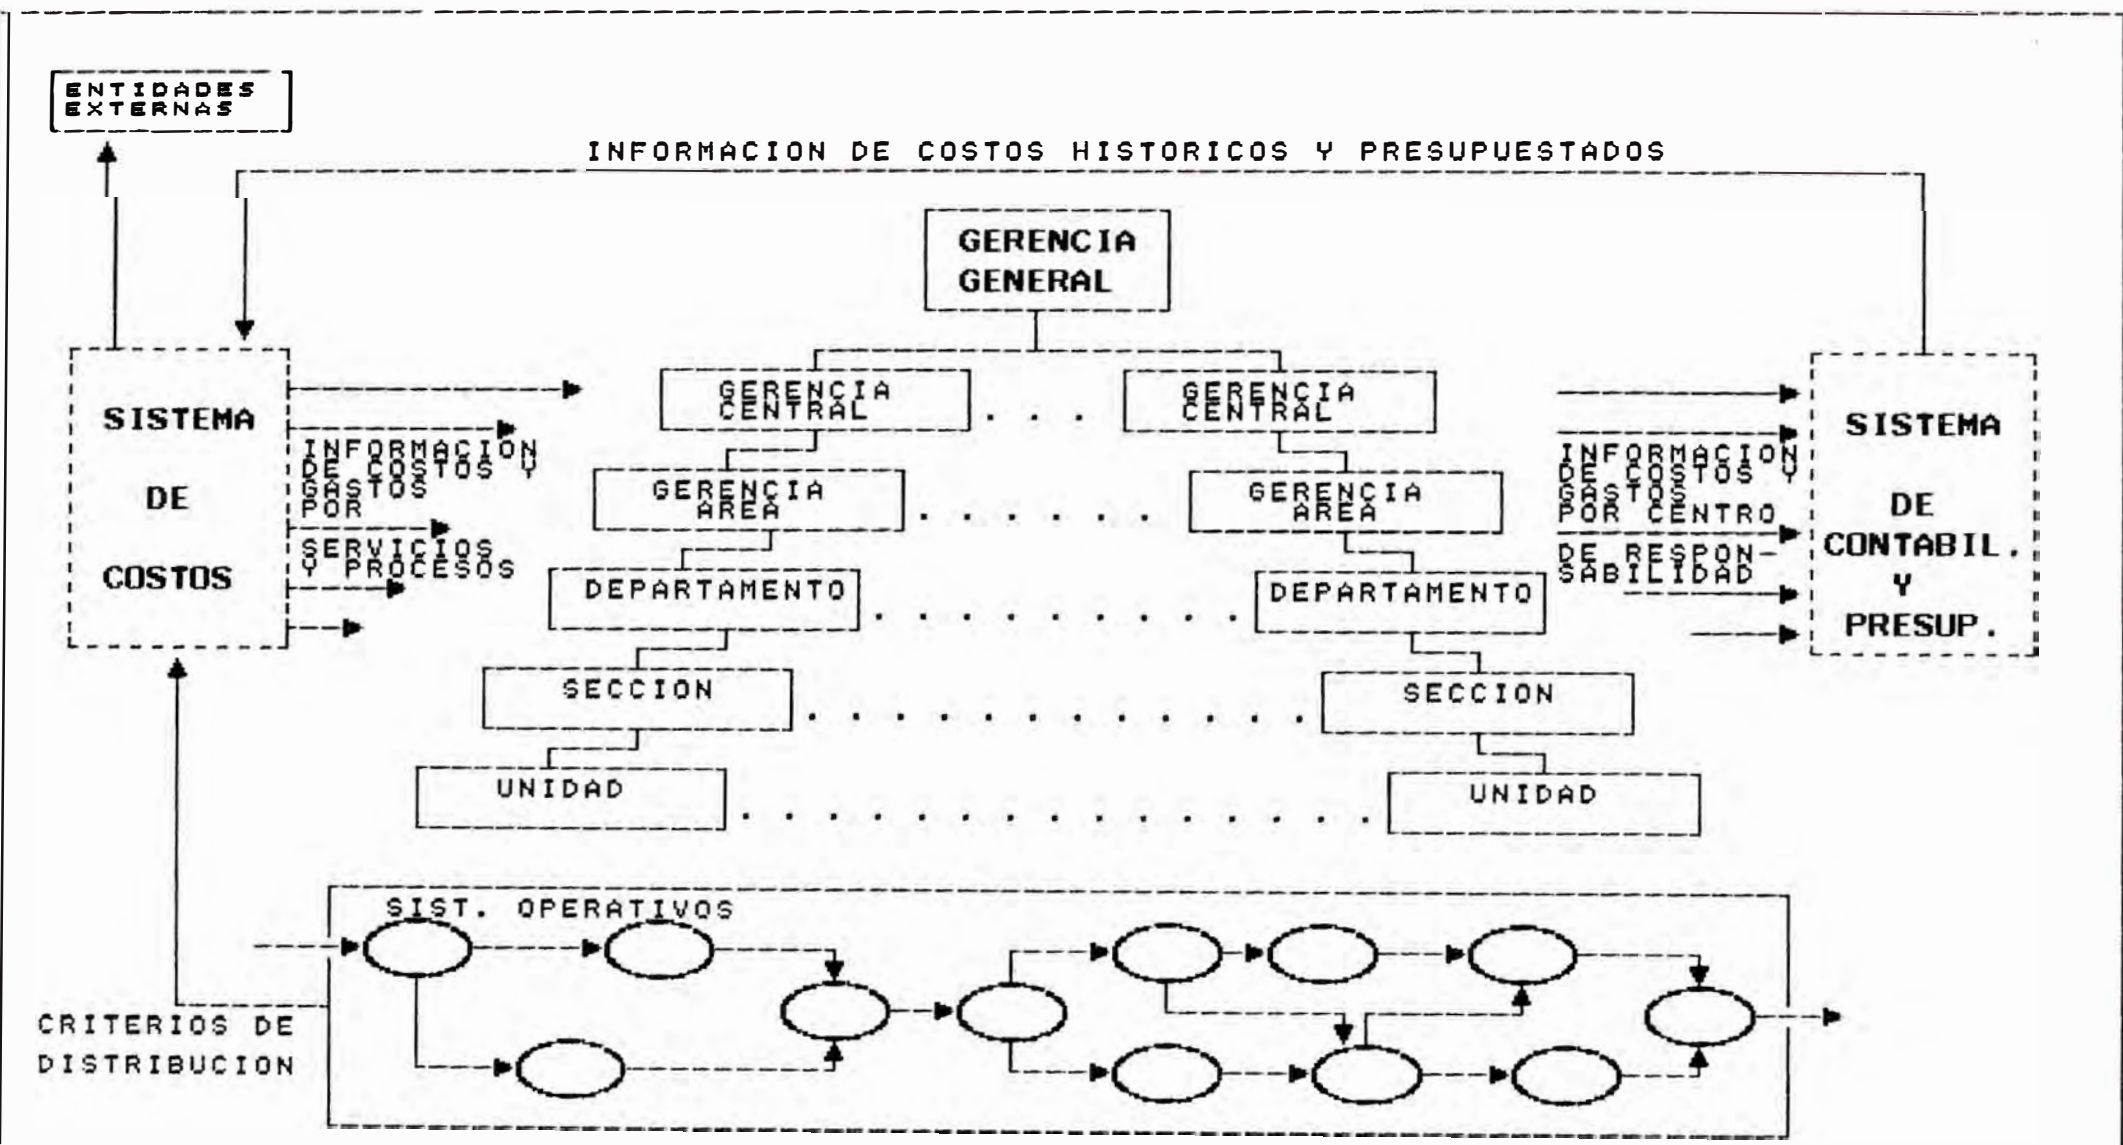 ENTIDADES
EXTERNAS
INFORMACION DE COSTOS HISTORICOS Y PRESUPUESTADOS
GERENCIA
GENERAL
SISTEMA
DE
COSTOS
INFORMACION
DE COSTOS Y
GASTOS
POR
SERVICIOS
Y PROCESOS
GERENCIA
CENTRAL
GERENCIA
CENTRAL
GERENCIA
AREA
GERENCIA
AREA
DEPARTAMENTO
DEPARTAMENTO
SECCION
SECCION
UNIDAD
UNIDAD
INFORMACION
DE COSTOS Y
GASTOS
POR CENTRO
DE RESPON-
SABILIDAD
SISTEMA
DE
CONTABIL.
Y
PRESUP.
SIST. OPERATIVOS
CRITERIOS DE
DISTRIBUCION